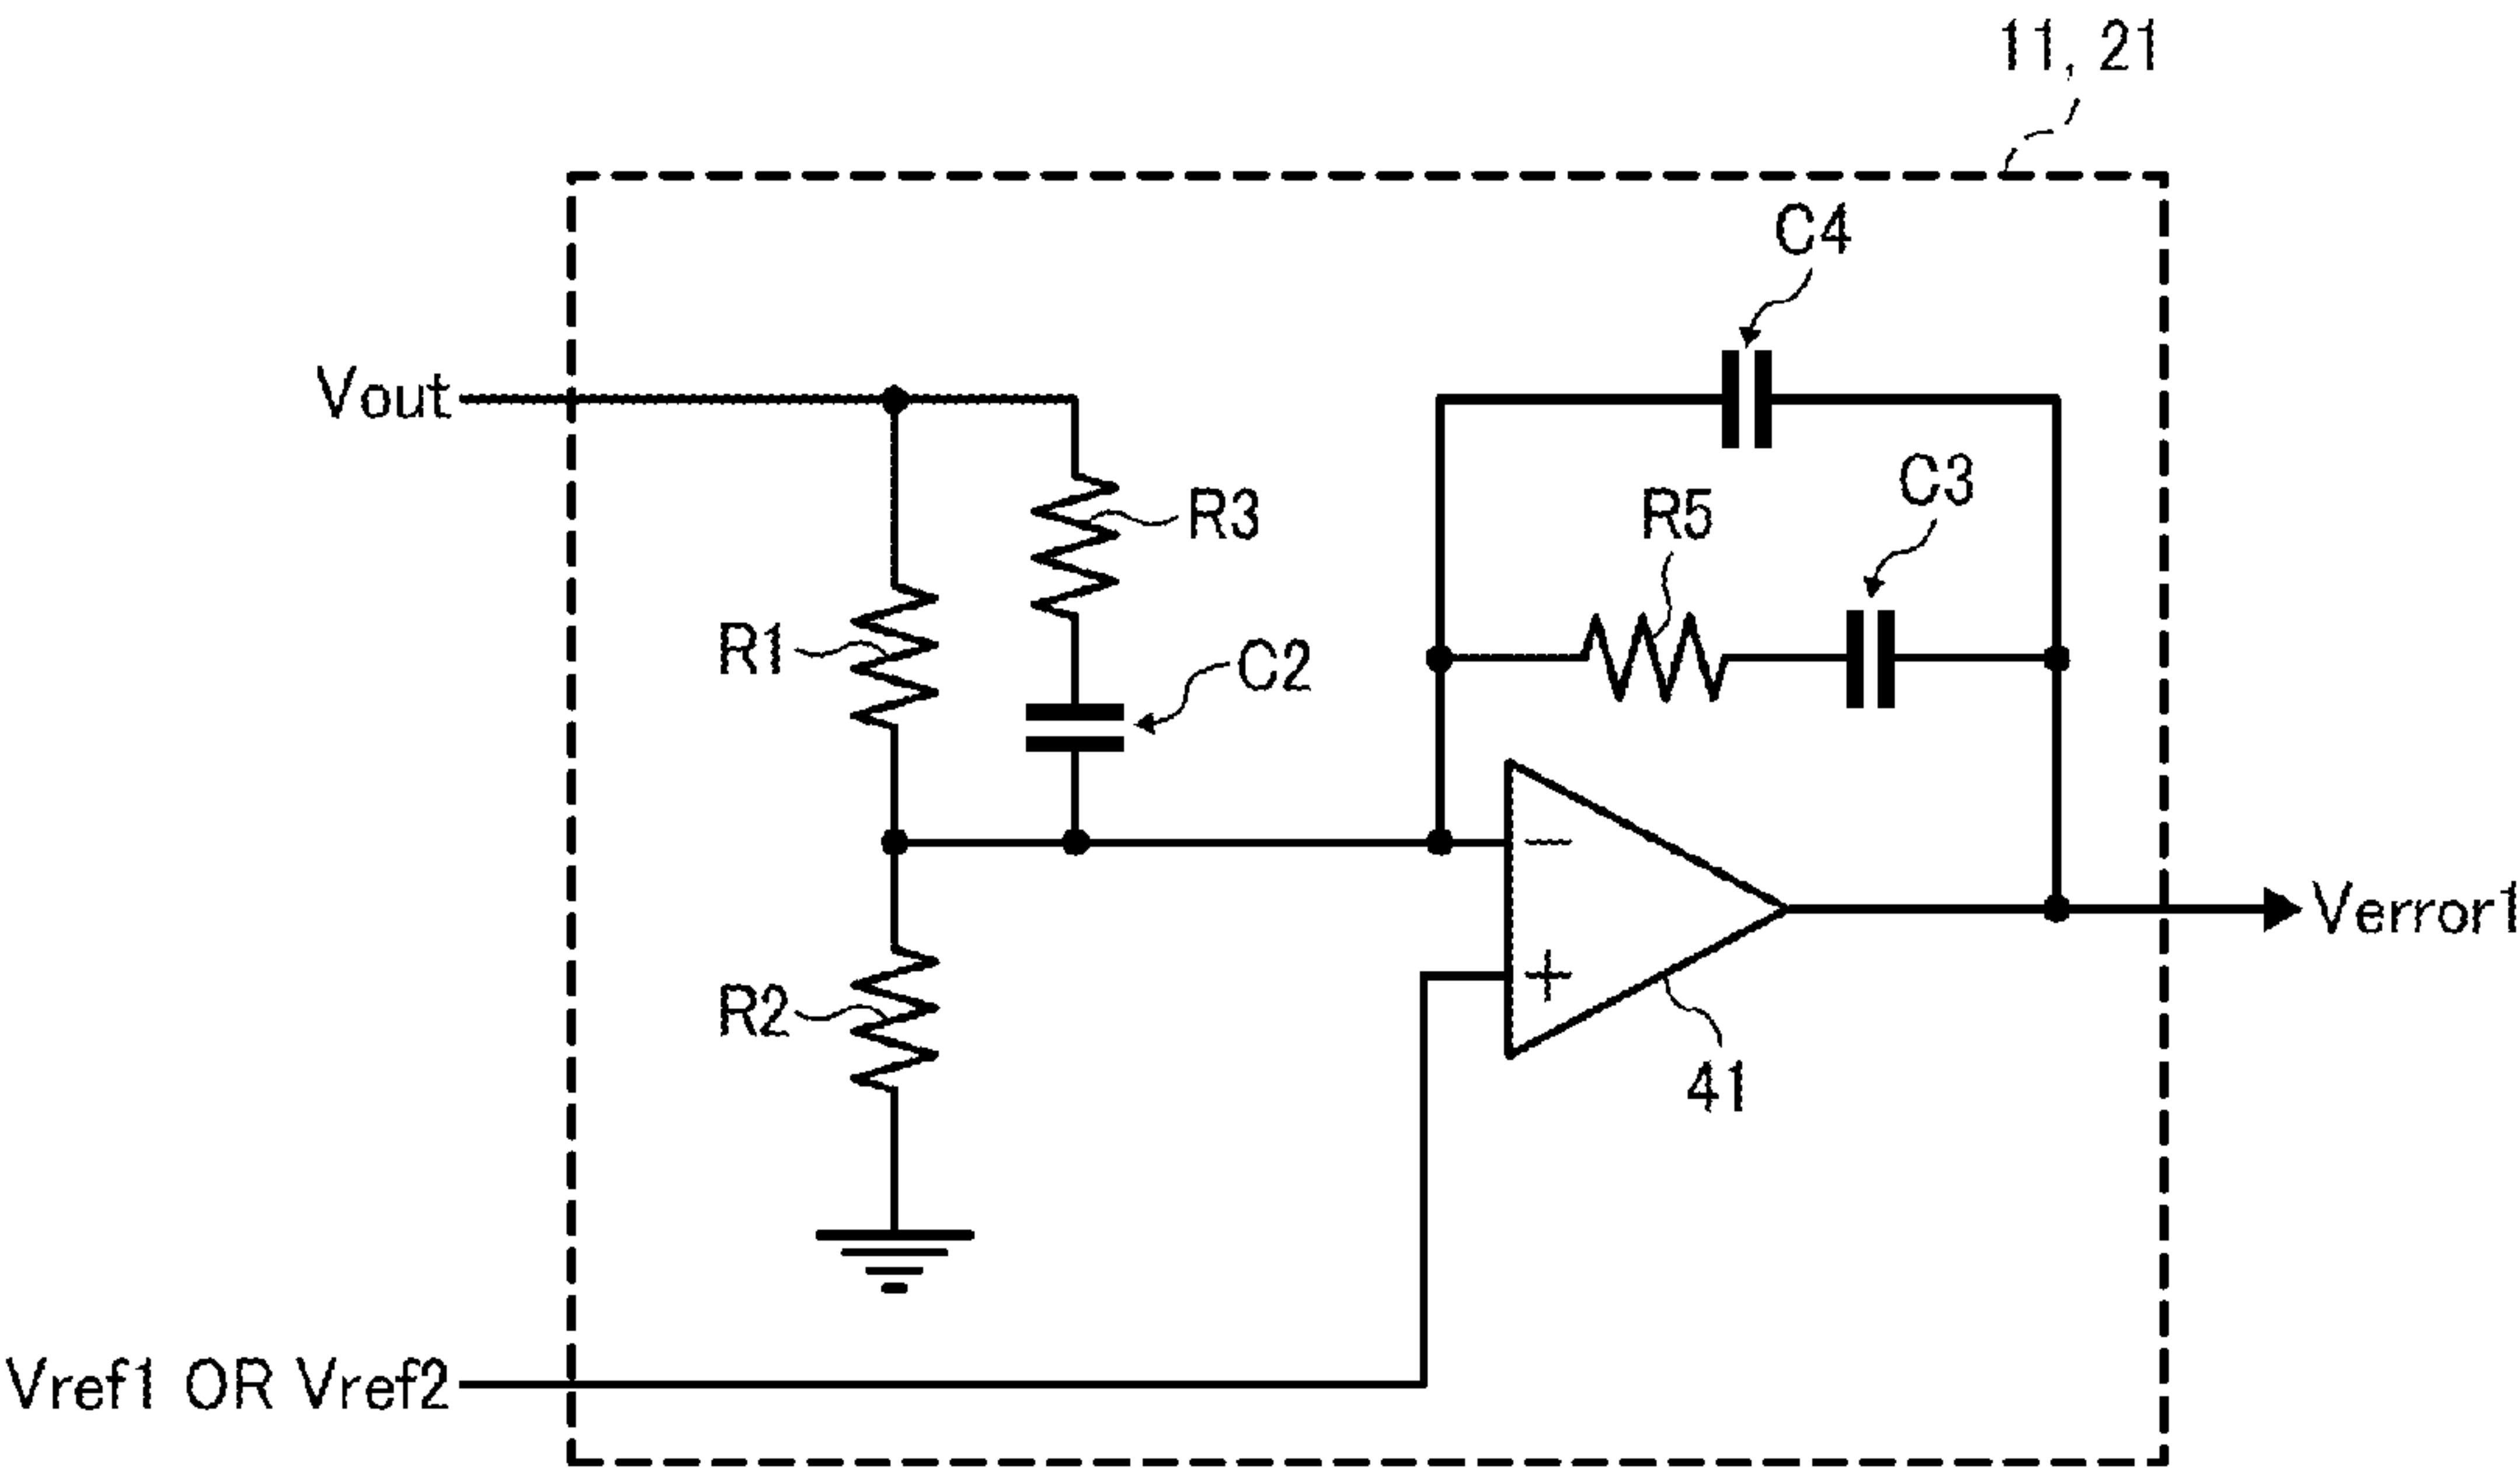 11, 21
C4
Vout
C3
R3
R5
R1
C2
−
Verror1
+
R2
41
Vref1 OR Vref2